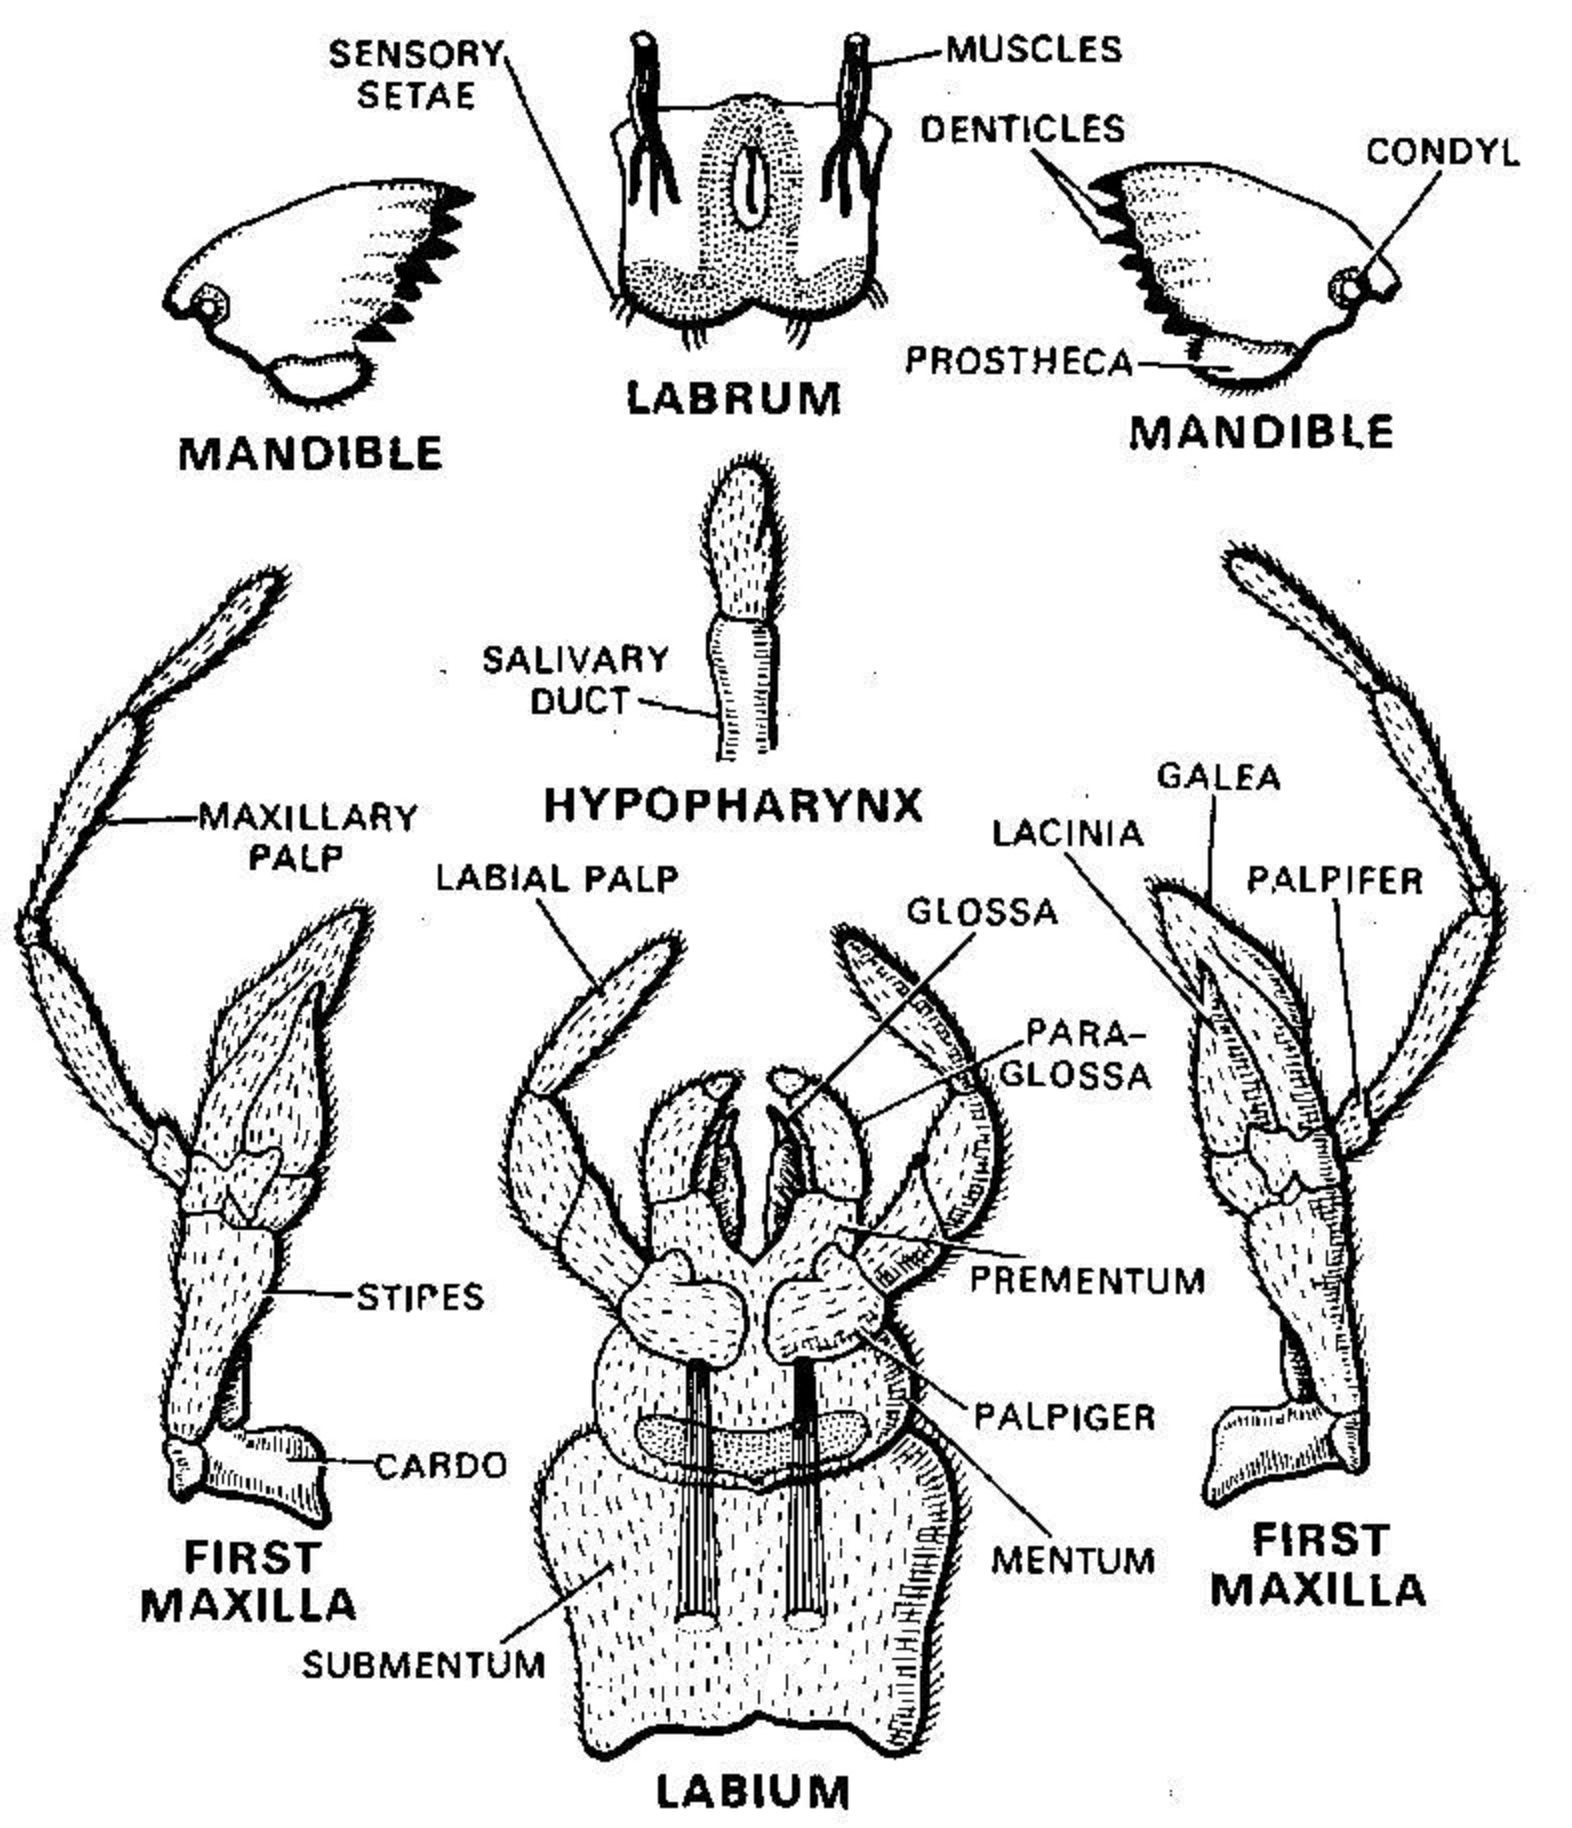 SENSORY
SETAE
MUSCLES
DENTICLES
CONDYL
PROSTHECA
LABRUM
MANDIBLE
MANDIBLE
SALIVARY
DUCT
HYPOPHARYNX
MAXILLARY
PALP
LABIAL PALP
GALEA
LACINIA
PALPIFER
GLOSSA
PARA-
GLOSSA
STIPES
PREMENTUM
CARDO
PALPIGER
FIRST
MAXILLA
MENTUM
FIRST
MAXILLA
SUBMENTUM
LABIUM